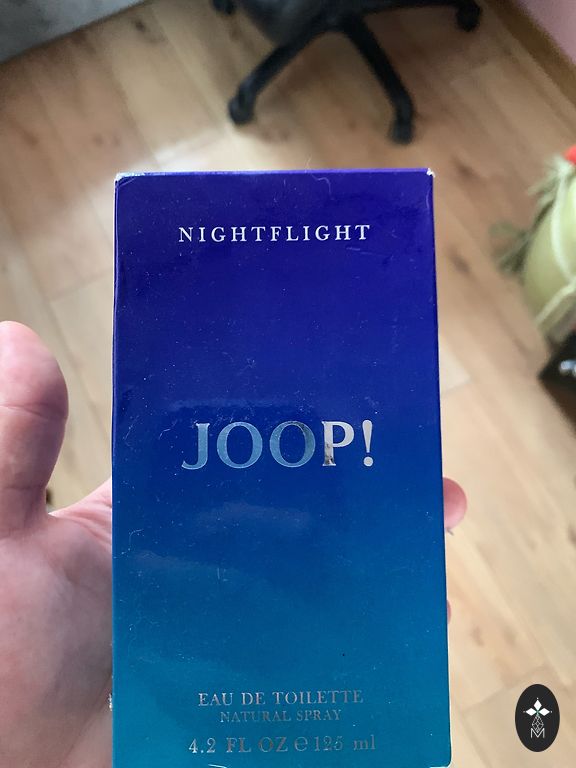 NIGHTFLIGHT
JOOP!
EAU DE TOILETTE
NATURAL SPRAY
4.2 FL OZ ℮ 125 ml